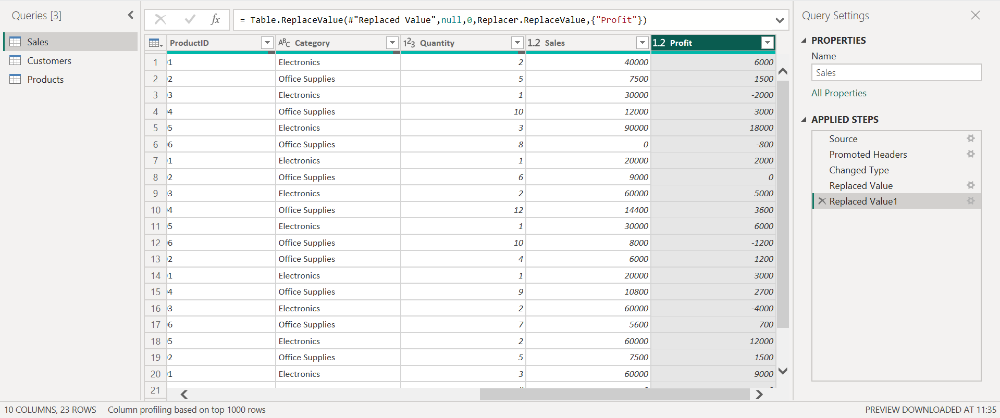 Queries [3]
Sales
Customers
Products
fx
= Table.ReplaceValue(#"Replaced Value",null,0,Replacer.ReplaceValue,{"Profit"})
ProductID ABC Category 123 Quantity 1.2 Sales 1.2 Profit
1 1 Electronics 2 40000 6000
2 2 Office Supplies 5 7500 1500
3 3 Electronics 1 30000 -2000
4 4 Office Supplies 10 12000 3000
5 5 Electronics 3 90000 18000
6 6 Office Supplies 8 0 -800
7 1 Electronics 1 20000 2000
8 2 Office Supplies 6 9000 0
9 3 Electronics 2 60000 5000
10 4 Office Supplies 12 14400 3600
11 5 Electronics 1 30000 6000
12 6 Office Supplies 10 8000 -1200
13 2 Office Supplies 4 6000 1200
14 1 Electronics 1 20000 3000
15 4 Office Supplies 9 10800 2700
16 3 Electronics 2 60000 -4000
17 6 Office Supplies 7 5600 700
18 5 Electronics 2 60000 12000
19 2 Office Supplies 5 7500 1500
20 1 Electronics 3 60000 9000
21
Query Settings
PROPERTIES
Name
Sales
All Properties
APPLIED STEPS
Source
Promoted Headers
Changed Type
Replaced Value
Replaced Value1
10 COLUMNS, 23 ROWS Column profiling based on top 1000 rows
PREVIEW DOWNLOADED AT 11:35